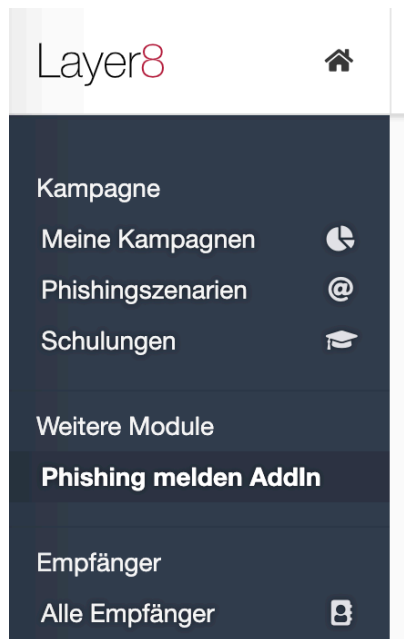 Layer8
Kampagne
Meine Kampagnen
Phishingszenarien
Schulungen
Weitere Module
Phishing melden AddIn
Empfänger
Alle Empfänger